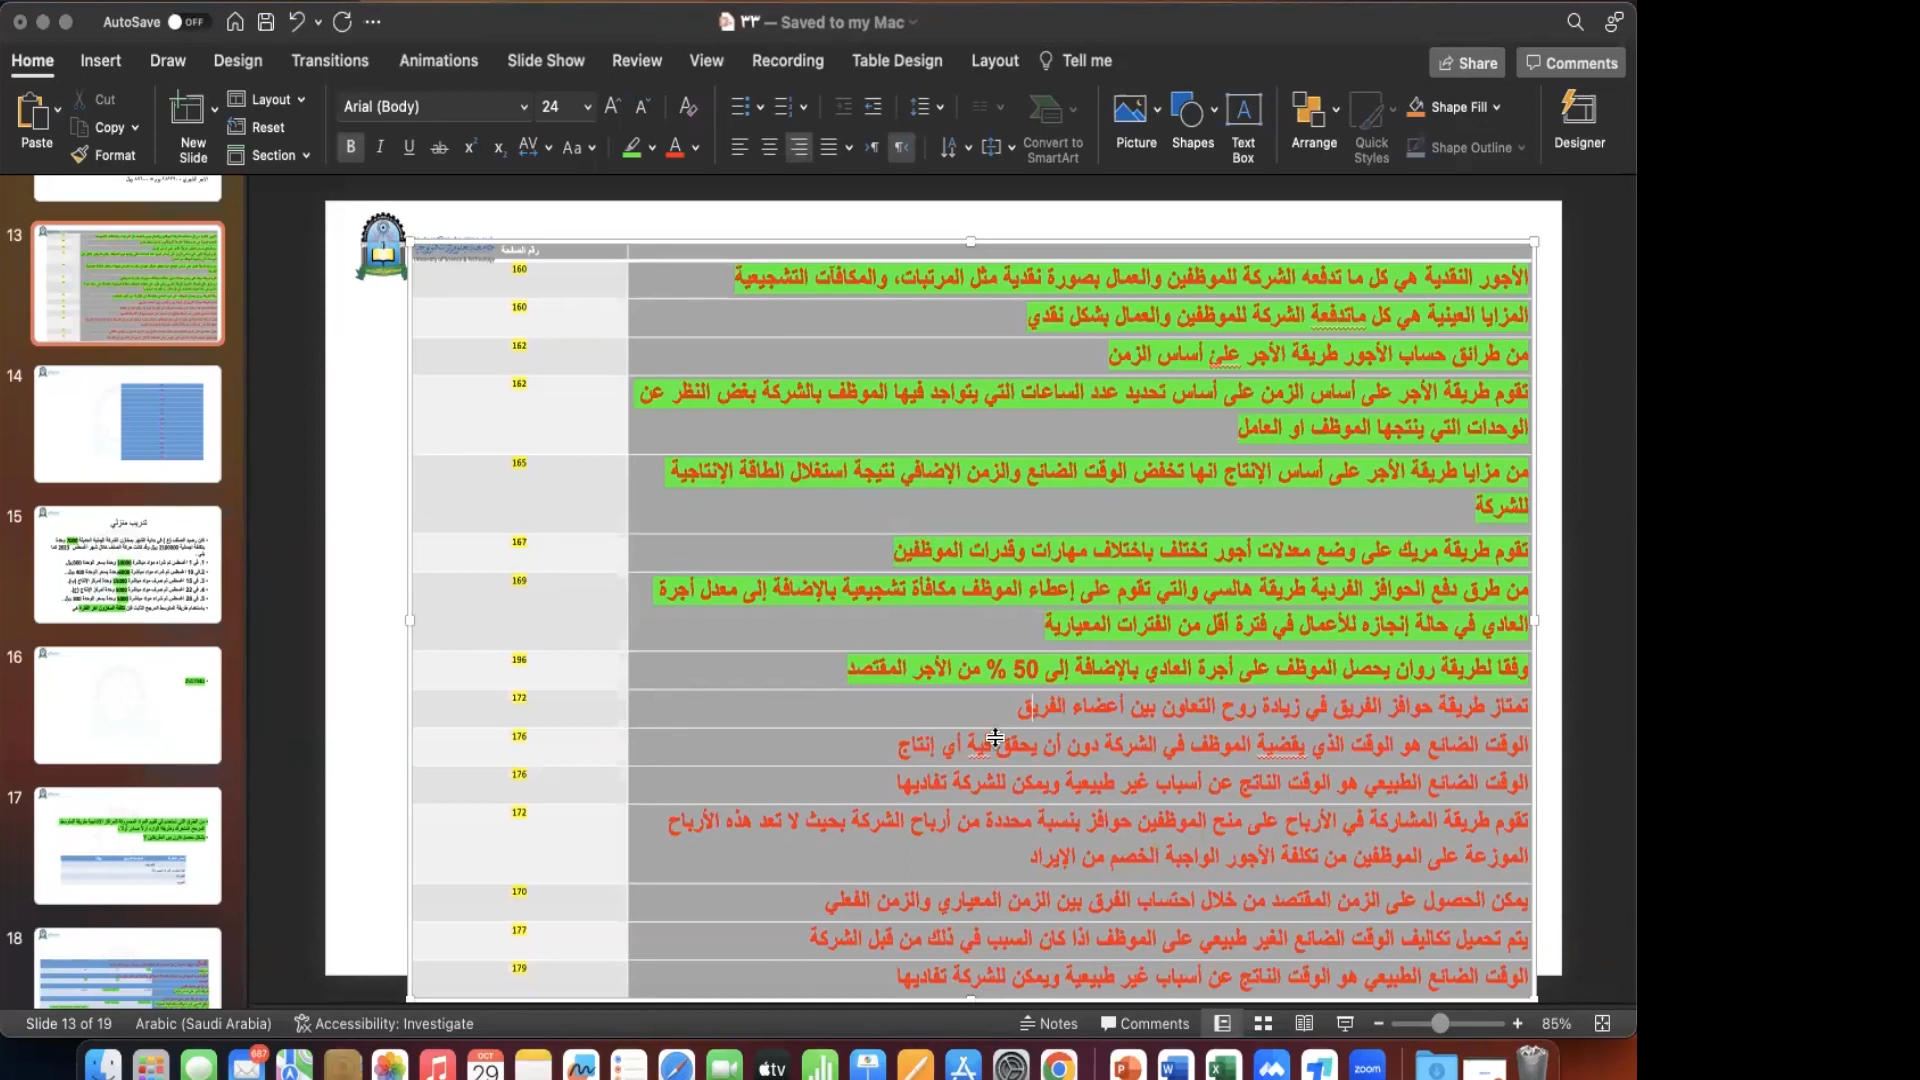 AutoSave OFF
٣٣ — Saved to my Mac
Home Insert Draw Design Transitions Animations Slide Show Review View Recording Table Design Layout Tell me Share Comments
Paste Cut Copy Format
New Slide Layout Reset Section
Arial (Body) 24
Convert to SmartArt
Picture Shapes Text Box Arrange Quick Styles Shape Fill Shape Outline Designer
13
14
15
16
17
18
تدريب منزلي
رقم الصفحة
الأجور النقدية هي كل ما تدفعه الشركة للموظفين والعمال بصورة نقدية مثل المرتبات، والمكافآت التشجيعية 160
المزايا العينية هي كل ماتدفعة الشركة للموظفين والعمال بشكل نقدي 160
من طرائق حساب الأجور طريقة الأجر علئ أساس الزمن 162
تقوم طريقة الأجر على أساس الزمن على أساس تحديد عدد الساعات التي يتواجد فيها الموظف بالشركة بغض النظر عن 162
الوحدات التي ينتجها الموظف او العامل
من مزايا طريقة الأجر على أساس الإنتاج انها تخفض الوقت الضائع والزمن الإضافي نتيجة استغلال الطاقة الإنتاجية 165
للشركة
تقوم طريقة مريك على وضع معدلات أجور تختلف باختلاف مهارات وقدرات الموظفين 167
من طرق دفع الحوافز الفردية طريقة هالسي والتي تقوم على إعطاء الموظف مكافأة تشجيعية بالإضافة إلى معدل أجرة 169
العادي في حالة إنجازه للأعمال في فترة أقل من الفترات المعيارية
وفقا لطريقة روان يحصل الموظف على أجرة العادي بالإضافة إلى 50 % من الأجر المقتصد 196
تمتاز طريقة حوافز الفريق في زيادة روح التعاون بين أعضاء الفريق 172
الوقت الضائع هو الوقت الذي يقضية الموظف في الشركة دون أن يحقق فية أي إنتاج 176
الوقت الضائع الطبيعي هو الوقت الناتج عن أسباب غير طبيعية ويمكن للشركة تفاديها 176
تقوم طريقة المشاركة في الأرباح على منح الموظفين حوافز بنسبة محددة من أرباح الشركة بحيث لا تعد هذه الأرباح 172
الموزعة على الموظفين من تكلفة الأجور الواجبة الخصم من الإيراد
يمكن الحصول على الزمن المقتصد من خلال احتساب الفرق بين الزمن المعياري والزمن الفعلي 170
يتم تحميل تكاليف الوقت الضائع الغير طبيعي على الموظف اذا كان السبب في ذلك من قبل الشركة 177
الوقت الضائع الطبيعي هو الوقت الناتج عن أسباب غير طبيعية ويمكن للشركة تفاديها 179
Slide 13 of 19 Arabic (Saudi Arabia) Accessibility: Investigate Notes Comments 85%
687 OCT 29 tv zoom